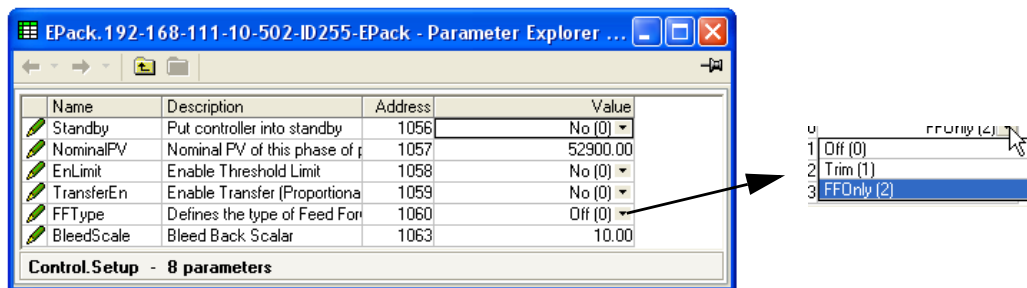 EPack.192-168-111-10-502-ID255-EPack - Parameter Explorer ...
Name Description Address Value
Standby Put controller into standby 1056 No (0)
NominalPV Nominal PV of this phase of p 1057 52900.00
EnLimit Enable Threshold Limit 1058 No (0)
TransferEn Enable Transfer (Proportiona 1059 No (0)
FFType Defines the type of Feed For 1060 Off (0)
BleedScale Bleed Back Scalar 1063 10.00
Control.Setup - 8 parameters
0 FFOnly (2)
1 Off (0)
2 Trim (1)
3 FFOnly (2)